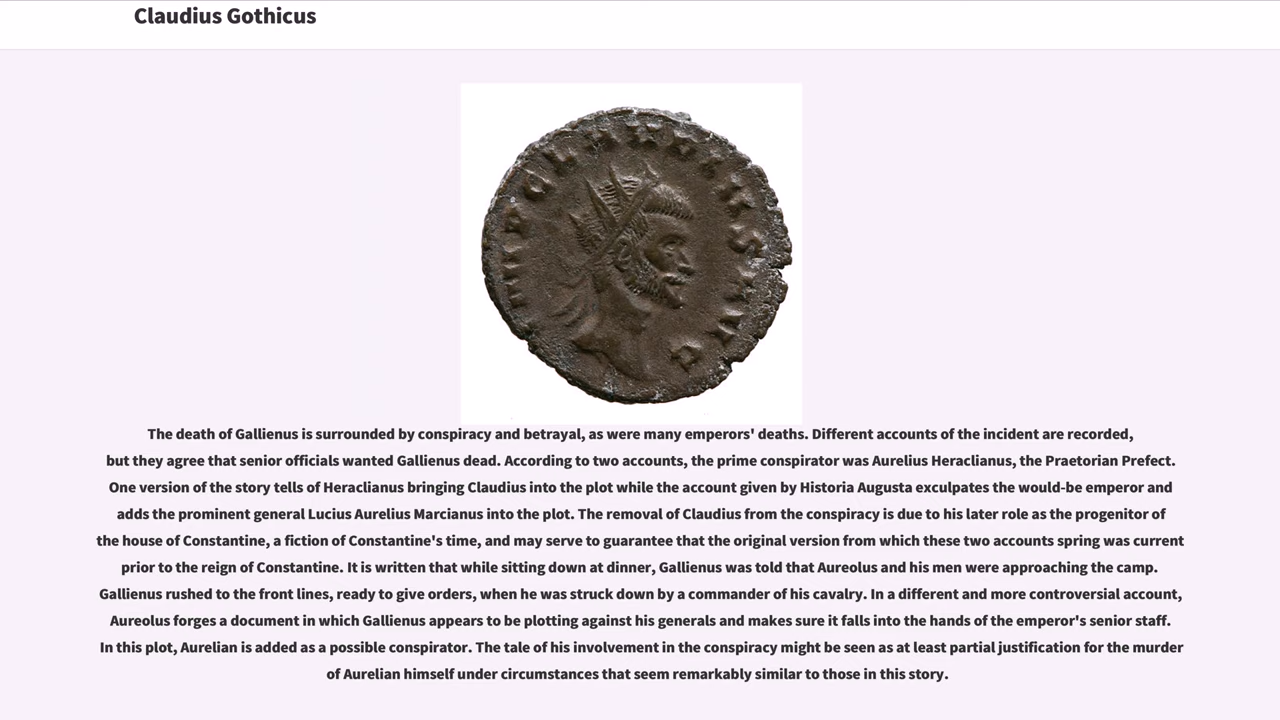 Claudius Gothicus
IMP CLAVDIVS AVG
The death of Gallienus is surrounded by conspiracy and betrayal, as were many emperors' deaths. Different accounts of the incident are recorded,
but they agree that senior officials wanted Gallienus dead. According to two accounts, the prime conspirator was Aurelius Heraclianus, the Praetorian Prefect.
One version of the story tells of Heraclianus bringing Claudius into the plot while the account given by Historia Augusta exculpates the would-be emperor and
adds the prominent general Lucius Aurelius Marcianus into the plot. The removal of Claudius from the conspiracy is due to his later role as the progenitor of
the house of Constantine, a fiction of Constantine's time, and may serve to guarantee that the original version from which these two accounts spring was current
prior to the reign of Constantine. It is written that while sitting down at dinner, Gallienus was told that Aureolus and his men were approaching the camp.
Gallienus rushed to the front lines, ready to give orders, when he was struck down by a commander of his cavalry. In a different and more controversial account,
Aureolus forges a document in which Gallienus appears to be plotting against his generals and makes sure it falls into the hands of the emperor's senior staff.
In this plot, Aurelian is added as a possible conspirator. The tale of his involvement in the conspiracy might be seen as at least partial justification for the murder
of Aurelian himself under circumstances that seem remarkably similar to those in this story.